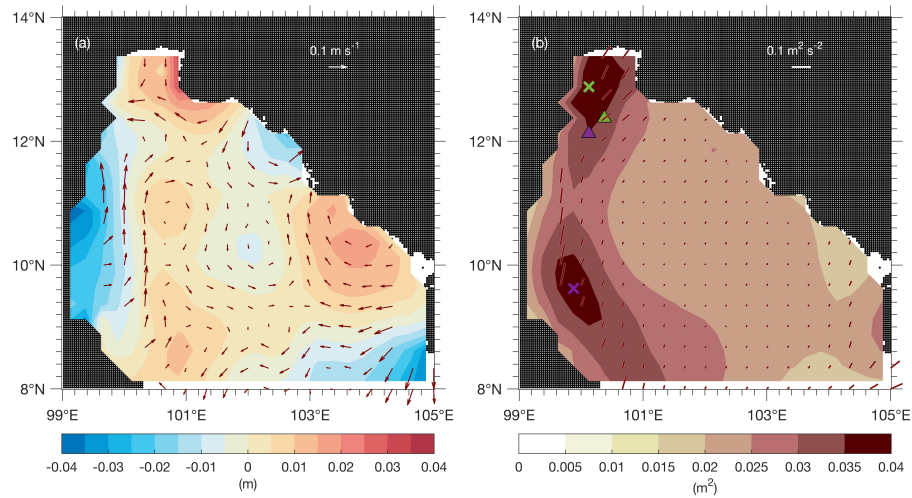 14°N
(a)
0.1 m s⁻¹
12°N
10°N
8°N
99°E
101°E
103°E
105°E
-0.04
-0.03
-0.02
-0.01
0
0.01
0.02
0.03
0.04
(m)
14°N
(b)
0.1 m² s⁻²
12°N
10°N
8°N
99°E
101°E
103°E
105°E
0
0.005
0.01
0.015
0.02
0.025
0.03
0.035
0.04
(m²)